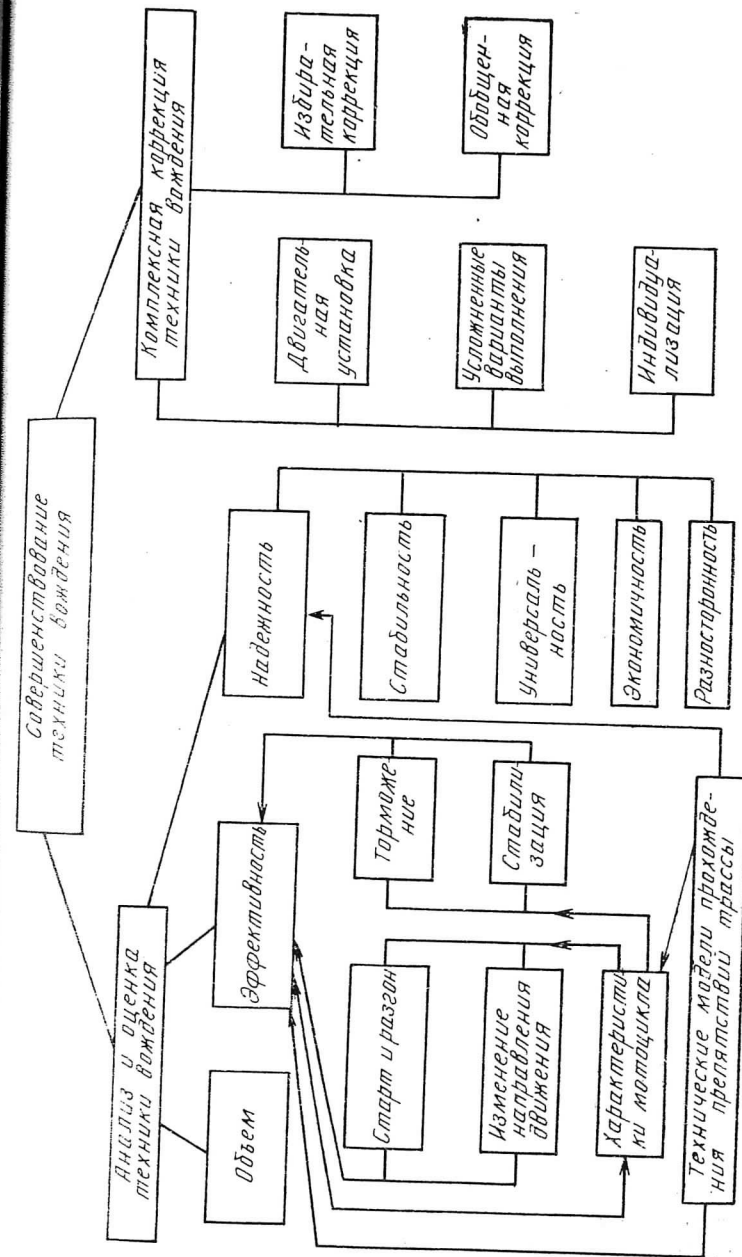 Совершенствование
техники вождения
Анализ и оценка
техники вождения
Комплексная коррекция
техники вождения
Объем
Эффективность
Надежность
Двигатель-
ная
установка
Избира-
тельная
коррекция
Старт и разгон
Торможе-
ние
Стабильность
Усложненные
варианты
выполнения
Обобщен-
ная
коррекция
Изменение
направления
движения
Стабили-
зация
Универсаль-
ность
Индивидуа-
лизация
Характеристи-
ки мотоцикла
Экономичность
Разносторонность
Технические модели прохожде-
ния препятствий трассы